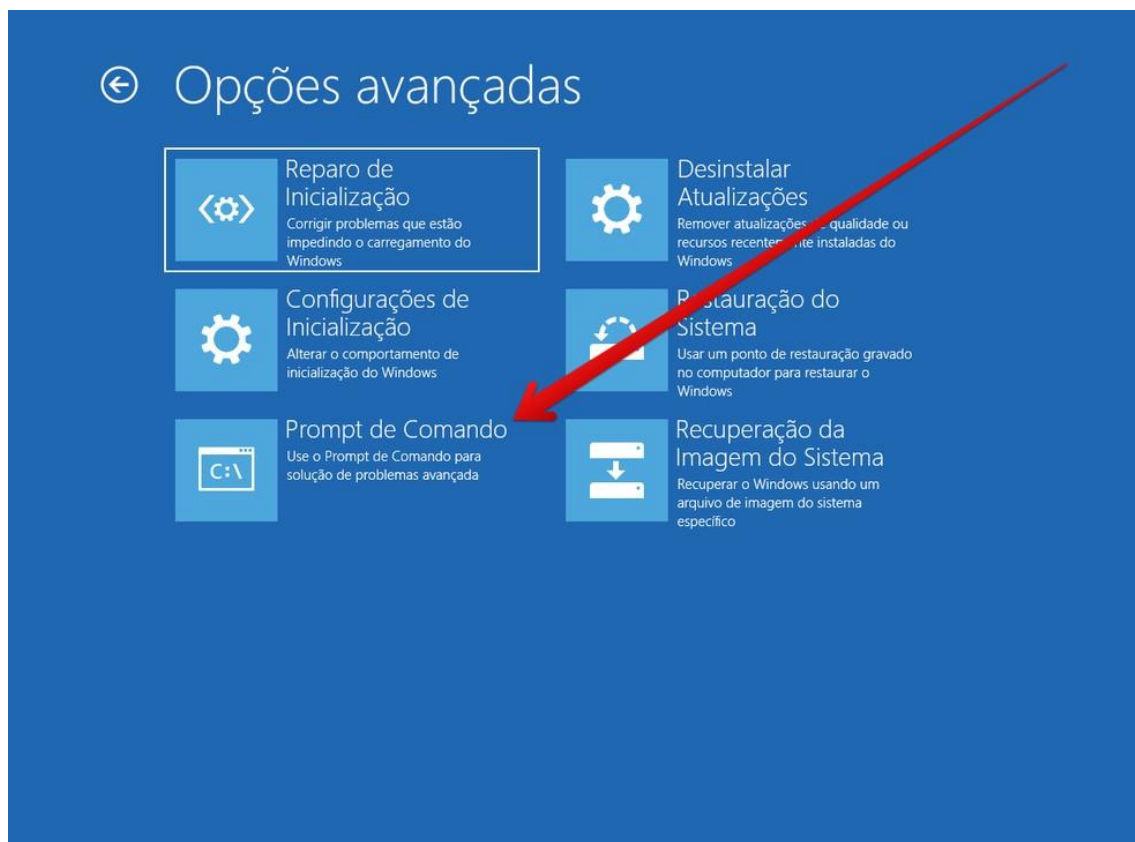 Opções avançadas
Reparo de
Inicialização
Corrigir problemas que estão
impedindo o carregamento do
Windows
Desinstalar
Atualizações
Remover atualizações de qualidade ou
recursos recentemente instaladas do
Windows
Configurações de
Inicialização
Alterar o comportamento de
inicialização do Windows
Restauração do
Sistema
Usar um ponto de restauração gravado
no computador para restaurar o
Windows
C:\
Prompt de Comando
Use o Prompt de Comando para
solução de problemas avançada
Recuperação da
Imagem do Sistema
Recuperar o Windows usando um
arquivo de imagem do sistema
específico